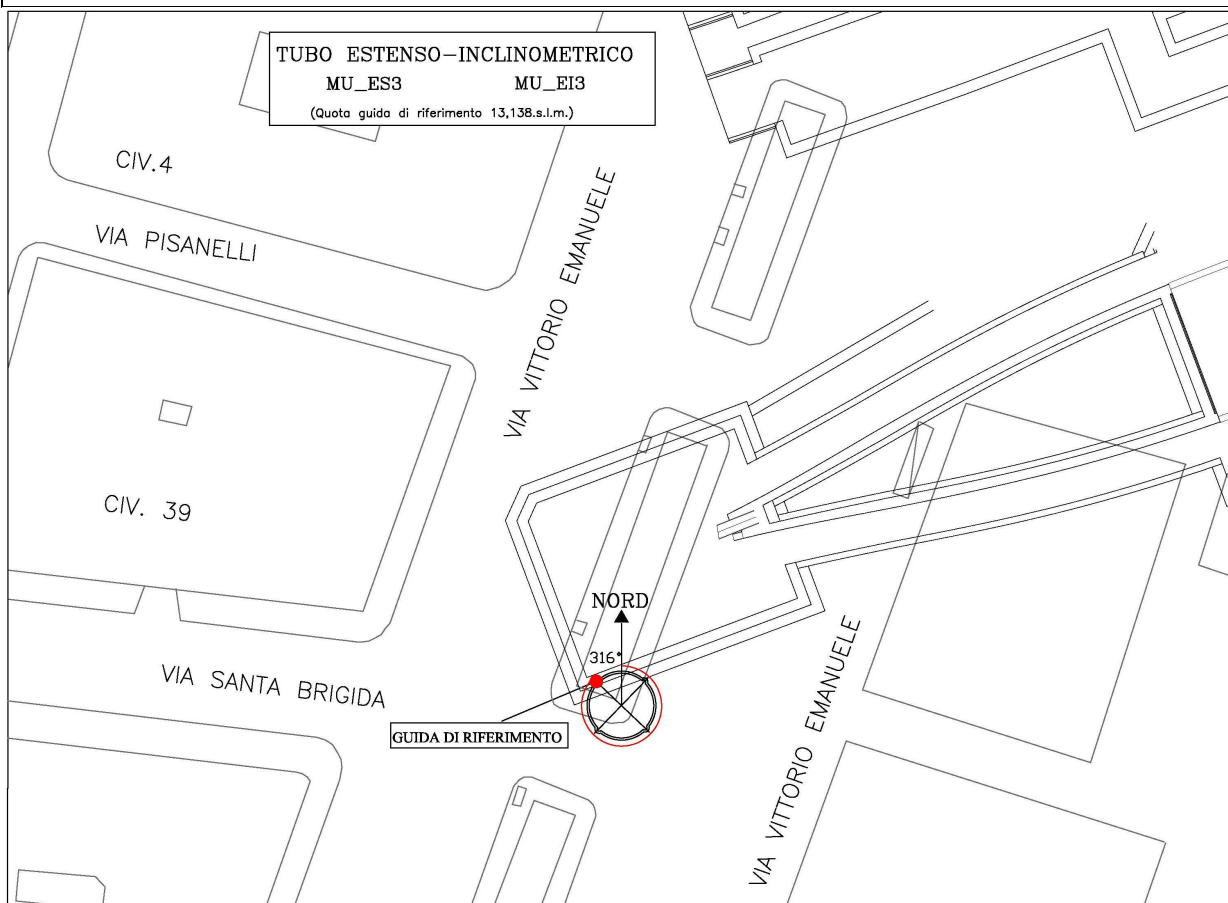 TUBO ESTENSO-INCLINOMETRICO
MU_ES3 MU_EI3
(Quota guida di riferimento 13,138.s.l.m.)
CIV.4
VIA PISANELLI
VIA VITTORIO EMANUELE
CIV. 39
NORD
316°
VIA SANTA BRIGIDA
GUIDA DI RIFERIMENTO
VIA VITTORIO EMANUELE